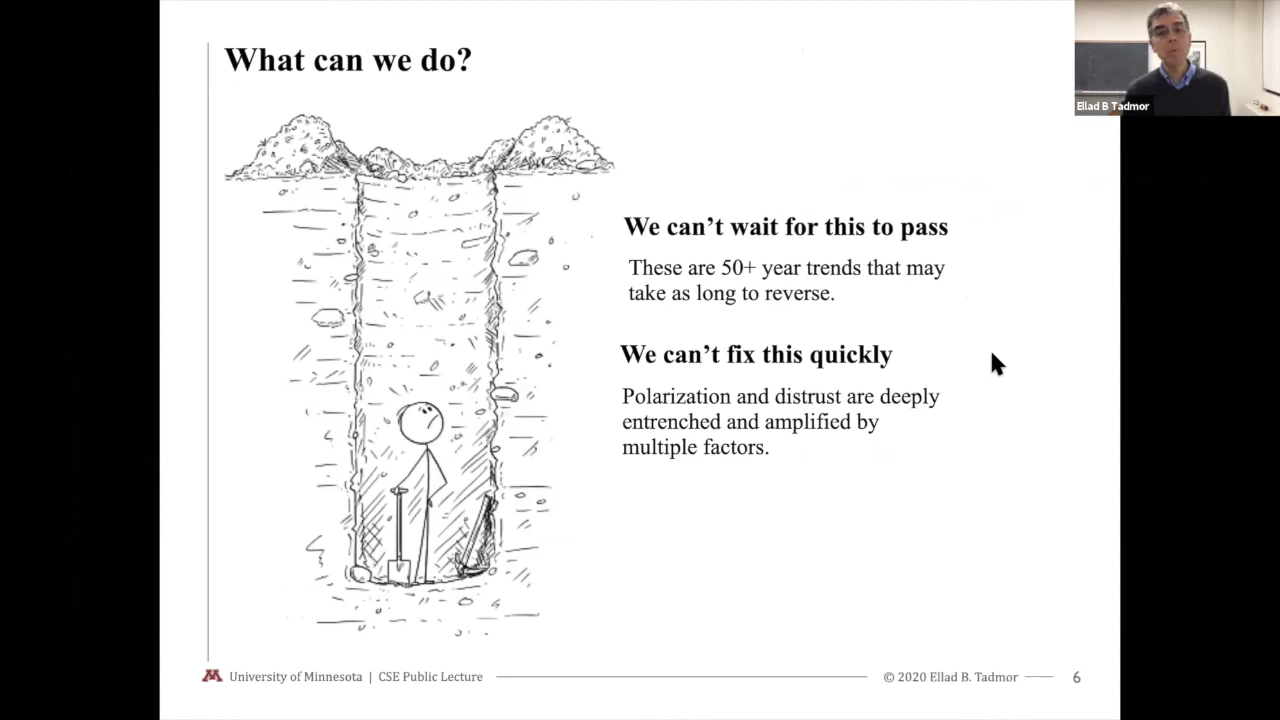 What can we do?
Ellad B Tadmor
We can’t wait for this to pass
These are 50+ year trends that may
take as long to reverse.
We can’t fix this quickly
Polarization and distrust are deeply
entrenched and amplified by
multiple factors.
University of Minnesota | CSE Public Lecture
© 2020 Ellad B. Tadmor
6